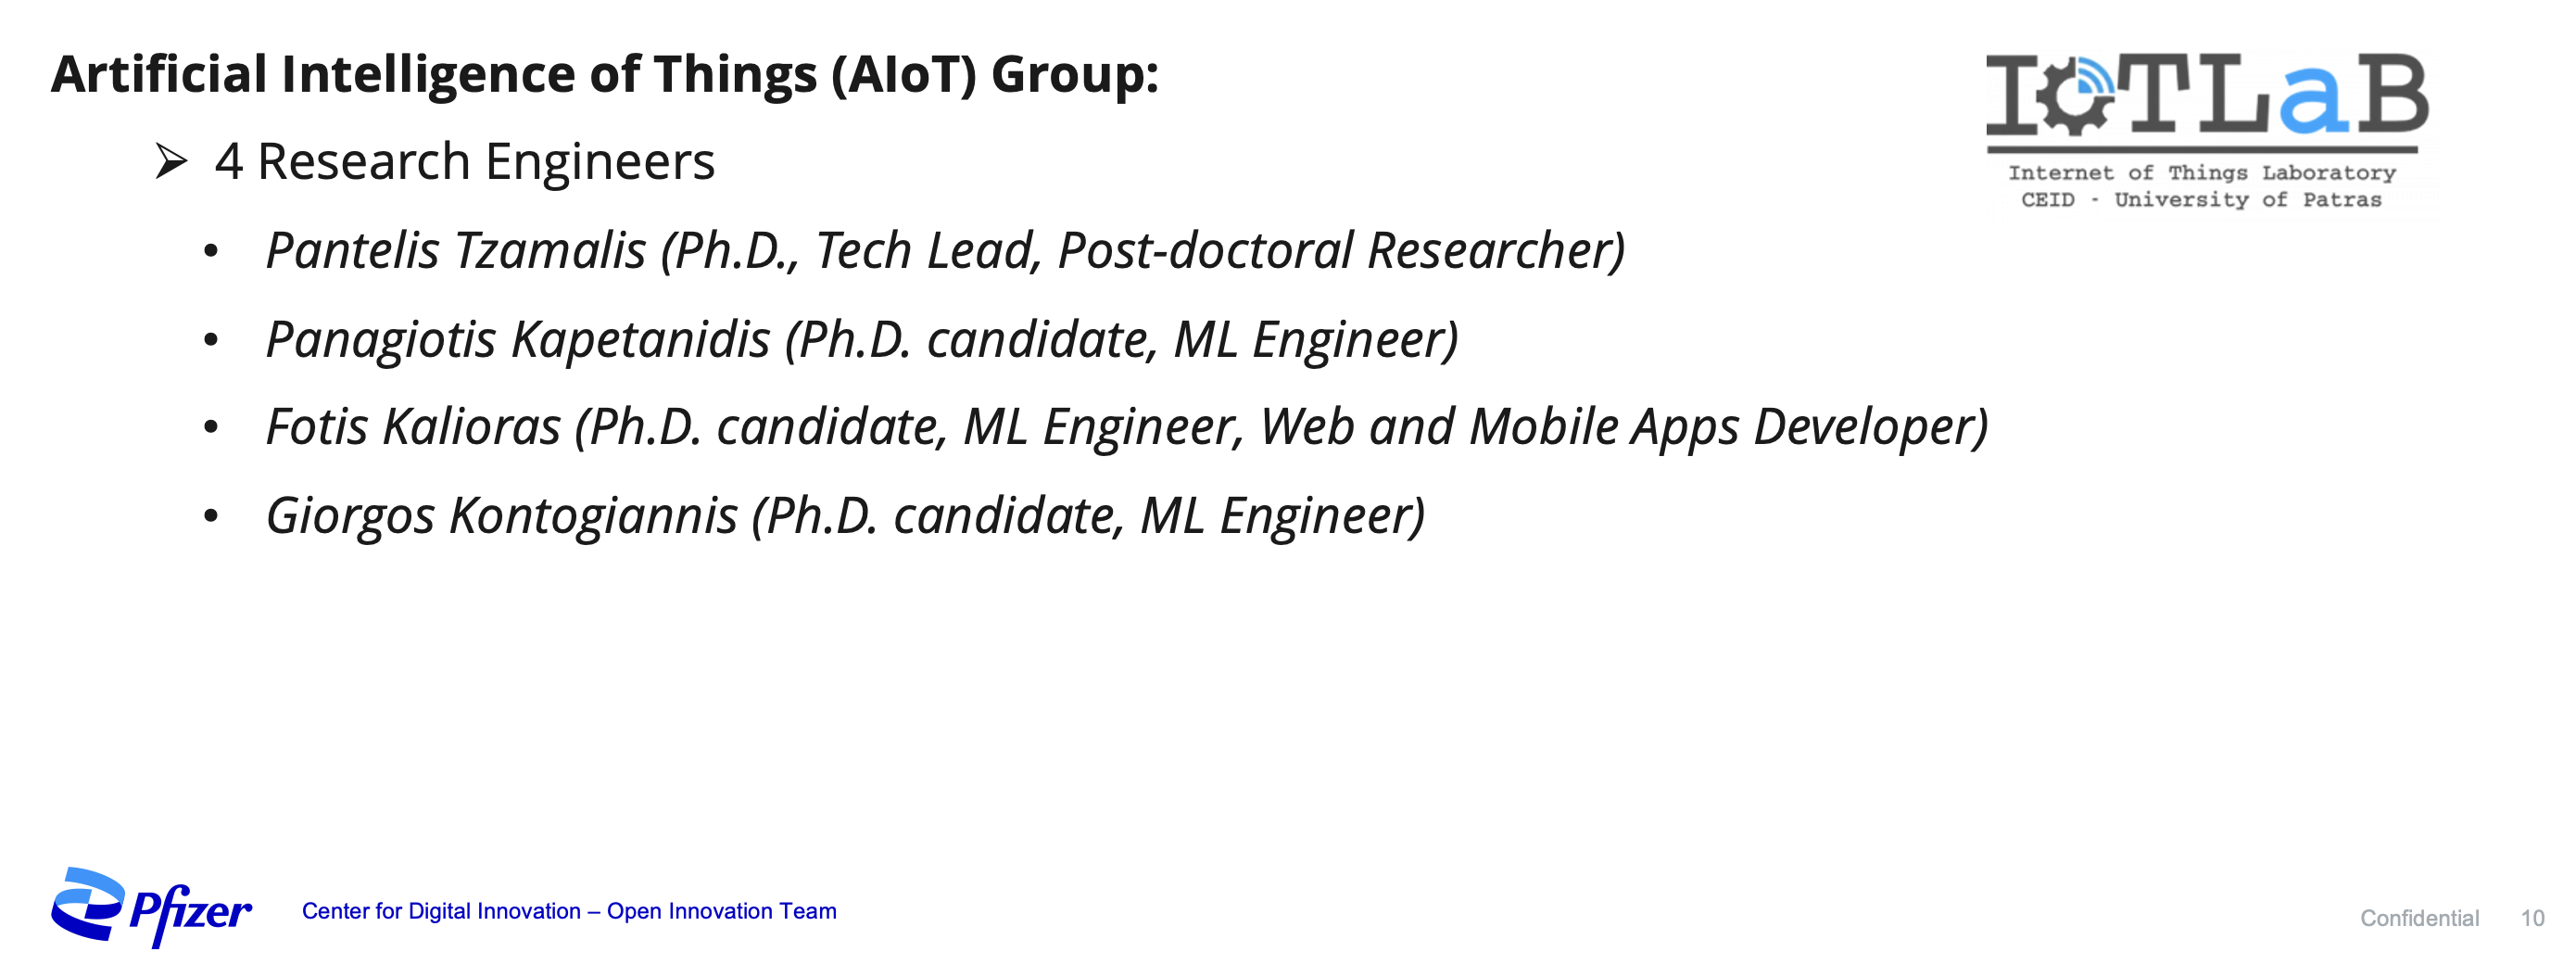 Artificial Intelligence of Things (AIoT) Group:
➢ 4 Research Engineers
• Pantelis Tzamalis (Ph.D., Tech Lead, Post-doctoral Researcher)
• Panagiotis Kapetanidis (Ph.D. candidate, ML Engineer)
• Fotis Kalioras (Ph.D. candidate, ML Engineer, Web and Mobile Apps Developer)
• Giorgos Kontogiannis (Ph.D. candidate, ML Engineer)
IoTLaB
Internet of Things Laboratory
CEID - University of Patras
Pfizer
Center for Digital Innovation – Open Innovation Team
Confidential 10